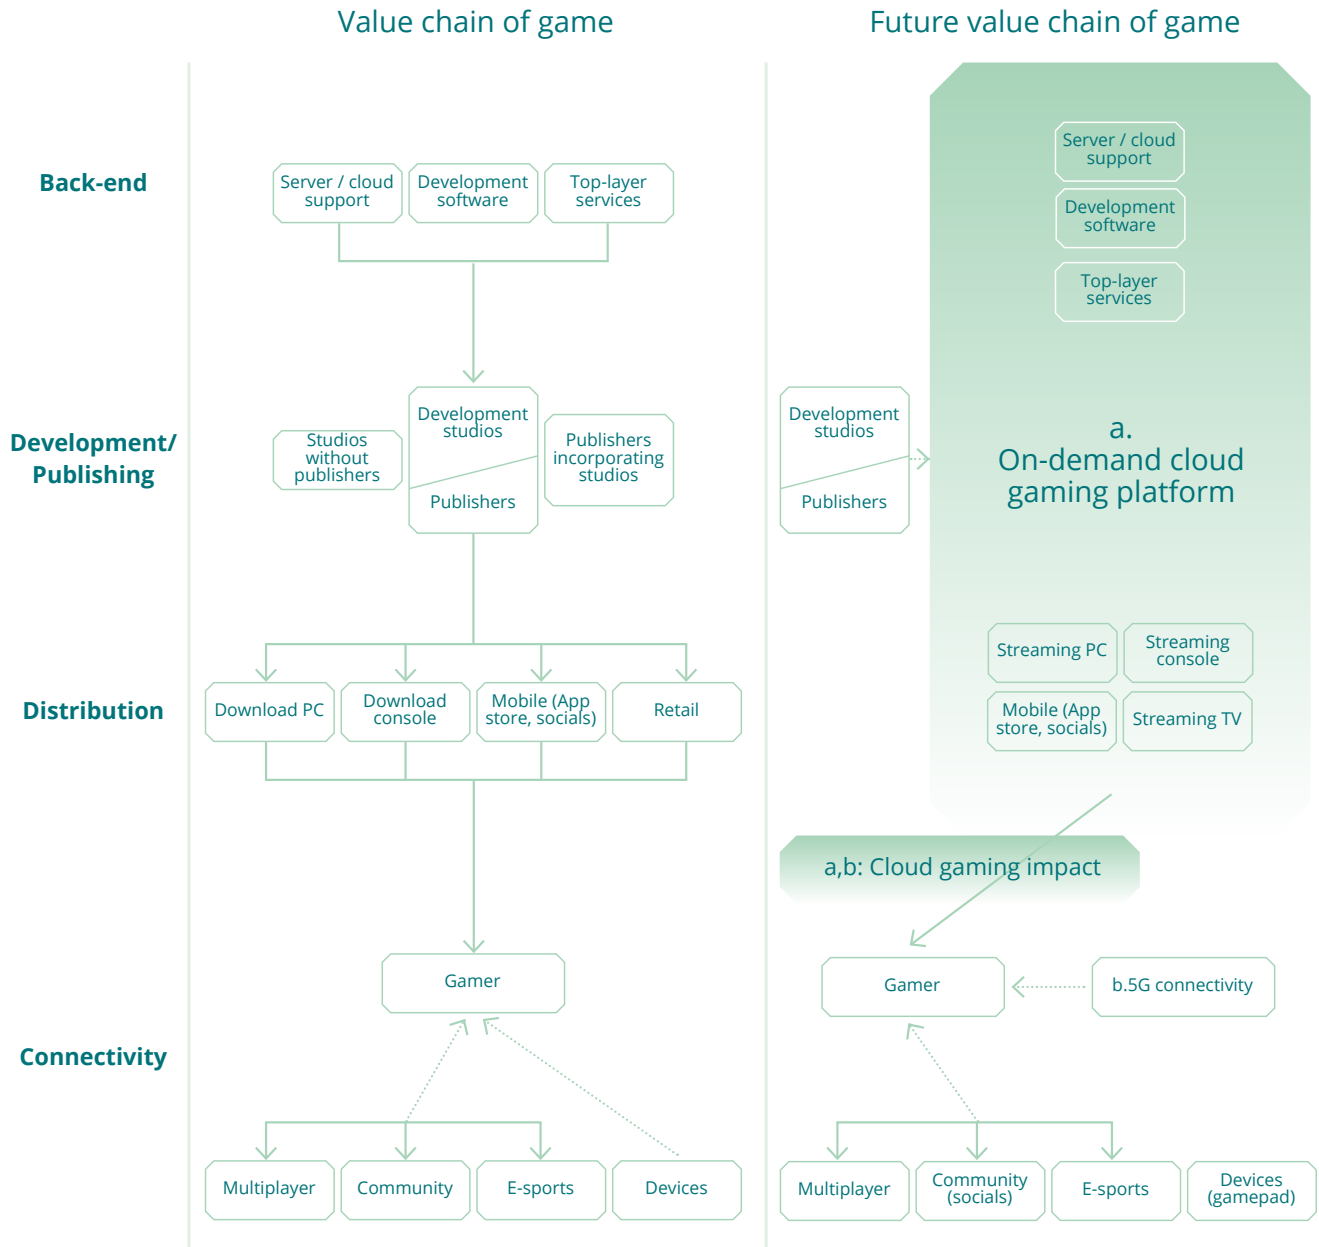 Value chain of game
Future value chain of game
Back-end
Server / cloud
support
Development
software
Top-layer
services
Server / cloud
support
Development
software
Top-layer
services
Development/
Publishing
Studios
without
publishers
Development
studios
Publishers
Publishers
incorporating
studios
Development
studios
Publishers
a.
On-demand cloud
gaming platform
Distribution
Download PC
Download
console
Mobile (App
store, socials)
Retail
Streaming PC
Streaming
console
Mobile (App
store, socials)
Streaming TV
a,b: Cloud gaming impact
Gamer
Gamer
b.5G connectivity
Connectivity
Multiplayer
Community
E-sports
Devices
Multiplayer
Community
(socials)
E-sports
Devices
(gamepad)